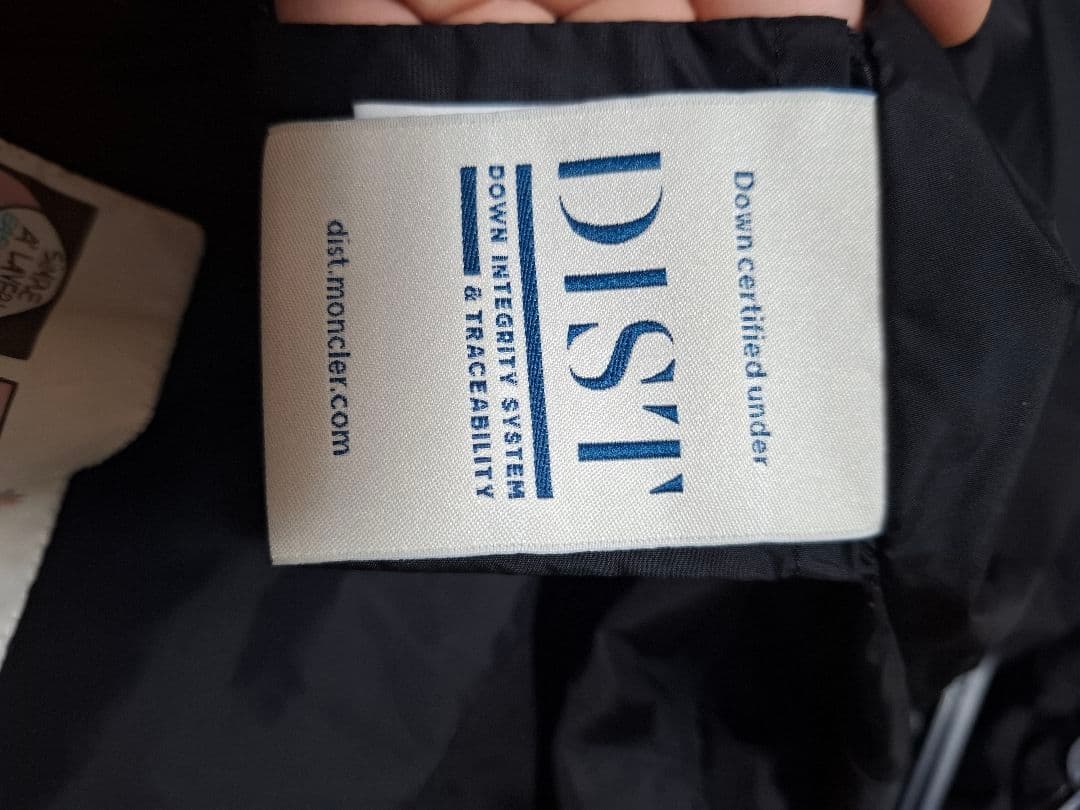 Down certified under
DIST
DOWN INTEGRITY SYSTEM
& TRACEABILITY
dist.moncler.com